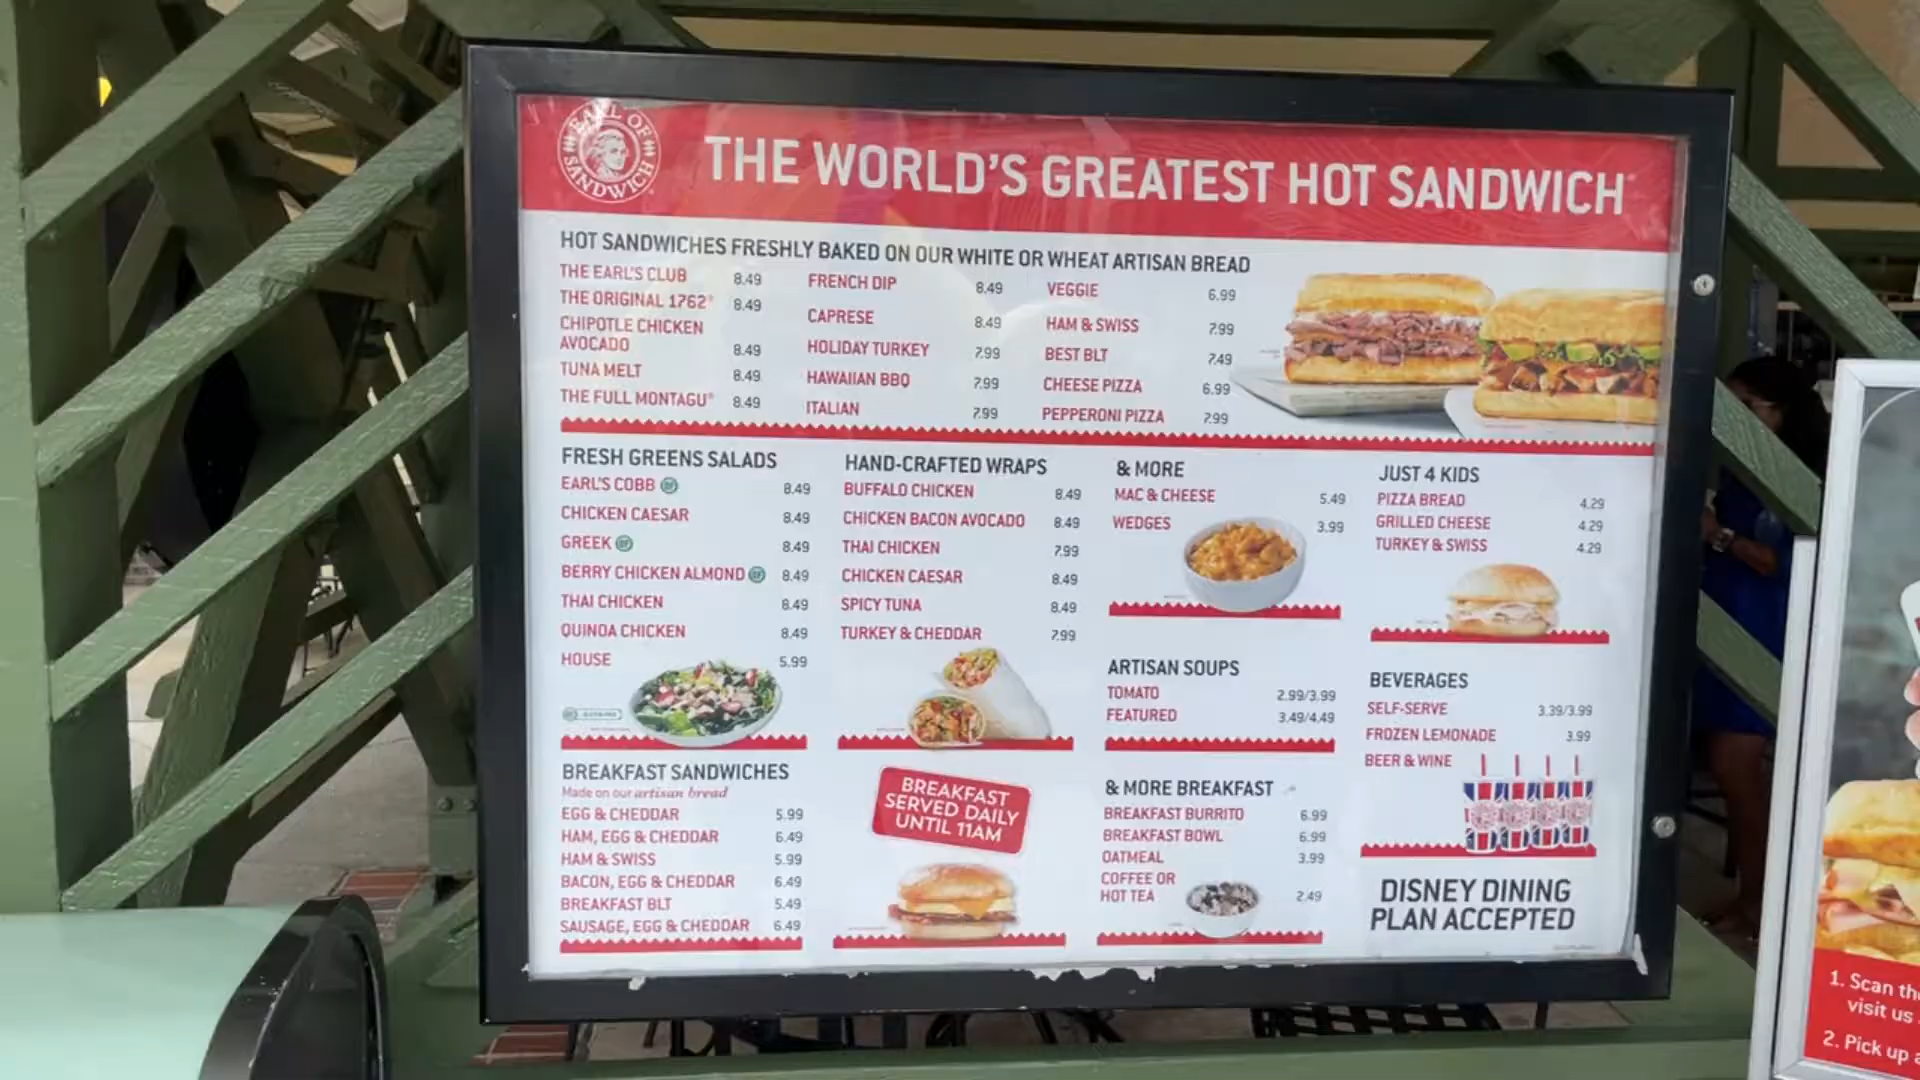 EARL OF SANDWICH
THE WORLD'S GREATEST HOT SANDWICH
HOT SANDWICHES FRESHLY BAKED ON OUR WHITE OR WHEAT ARTISAN BREAD
THE EARL'S CLUB 8.49
THE ORIGINAL 1762® 8.49
CHIPOTLE CHICKEN
AVOCADO 8.49
TUNA MELT 8.49
THE FULL MONTAGU® 8.49
FRENCH DIP 8.49
CAPRESE 8.49
HOLIDAY TURKEY 7.99
HAWAIIAN BBQ 7.99
ITALIAN 7.99
VEGGIE 6.99
HAM & SWISS 7.99
BEST BLT 7.49
CHEESE PIZZA 6.99
PEPPERONI PIZZA 7.99
FRESH GREENS SALADS
EARL'S COBB GF 8.49
CHICKEN CAESAR 8.49
GREEK GF 8.49
BERRY CHICKEN ALMOND GF 8.49
THAI CHICKEN 8.49
QUINOA CHICKEN 8.49
HOUSE 5.99
HAND-CRAFTED WRAPS
BUFFALO CHICKEN 8.49
CHICKEN BACON AVOCADO 8.49
THAI CHICKEN 7.99
CHICKEN CAESAR 8.49
SPICY TUNA 8.49
TURKEY & CHEDDAR 7.99
& MORE
MAC & CHEESE 5.49
WEDGES 3.99
JUST 4 KIDS
PIZZA BREAD 4.29
GRILLED CHEESE 4.29
TURKEY & SWISS 4.29
ARTISAN SOUPS
TOMATO 2.99/3.99
FEATURED 3.49/4.49
BEVERAGES
SELF-SERVE 3.39/3.99
FROZEN LEMONADE 3.99
BEER & WINE
BREAKFAST SANDWICHES
Made on our artisan bread
EGG & CHEDDAR 5.99
HAM, EGG & CHEDDAR 6.49
HAM & SWISS 5.99
BACON, EGG & CHEDDAR 6.49
BREAKFAST BLT 5.49
SAUSAGE, EGG & CHEDDAR 6.49
BREAKFAST
SERVED DAILY
UNTIL 11AM
& MORE BREAKFAST
BREAKFAST BURRITO 6.99
BREAKFAST BOWL 6.99
OATMEAL 3.99
COFFEE OR
HOT TEA 2.49
DISNEY DINING
PLAN ACCEPTED
1. Scan th
visit us
2. Pick up a